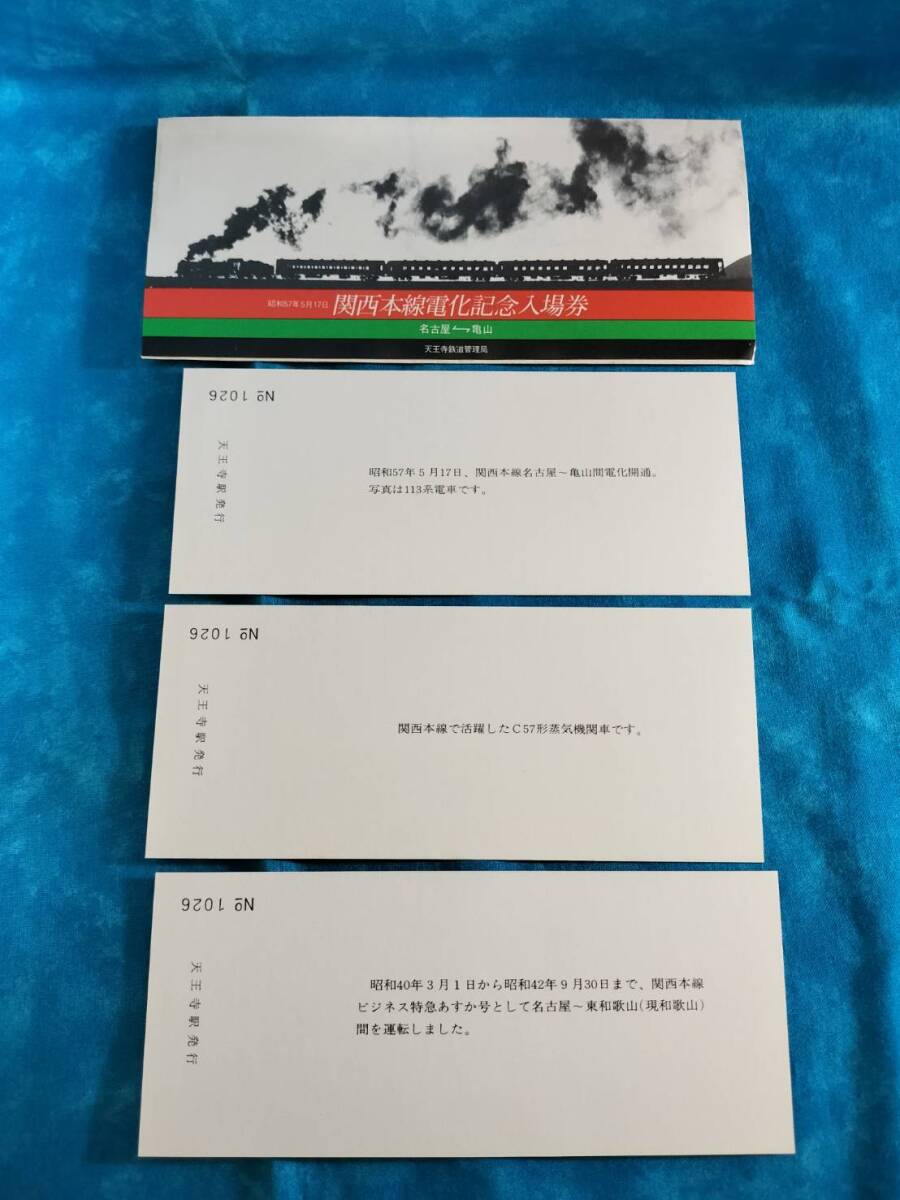 昭和57年5月17日 関西本線電化記念入場券
名古屋⇀亀山
天王寺鉄道管理局
№ 1026
天王寺駅発行
昭和57年5月17日、関西本線名古屋～亀山間電化開通。
写真は113系電車です。
№ 1026
天王寺駅発行
関西本線で活躍したC57形蒸気機関車です。
№ 1026
天王寺駅発行
昭和40年3月1日から昭和42年9月30日まで、関西本線
ビジネス特急あすか号として名古屋～東和歌山(現和歌山)
間を運転しました。